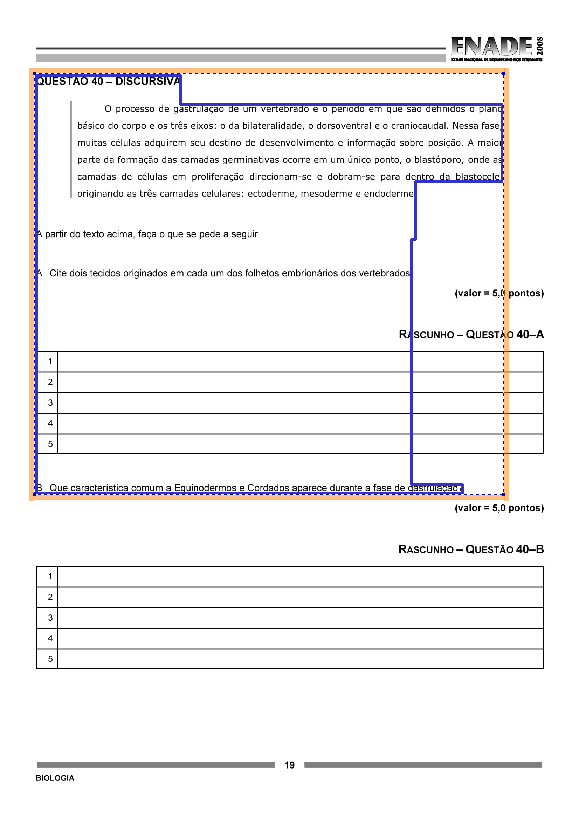 ENADE 2008
EXAME NACIONAL DE DESEMPENHO DOS ESTUDANTES
QUESTÃO 40 – DISCURSIVA
O processo de gastrulação de um vertebrado é o período em que são definidos o plano
básico do corpo e os três eixos: o da bilateralidade, o dorsoventral e o craniocaudal. Nessa fase,
muitas células adquirem seu destino de desenvolvimento e informação sobre posição. A maior
parte da formação das camadas germinativas ocorre em um único ponto, o blastóporo, onde as
camadas de células em proliferação direcionam-se e dobram-se para dentro da blastocele,
originando as três camadas celulares: ectoderme, mesoderme e endoderme.
A partir do texto acima, faça o que se pede a seguir
A Cite dois tecidos originados em cada um dos folhetos embrionários dos vertebrados.
(valor = 5,0 pontos)
RASCUNHO – QUESTÃO 40–A
1
2
3
4
5
B Que característica comum a Equinodermos e Cordados aparece durante a fase de gastrulação?
(valor = 5,0 pontos)
RASCUNHO – QUESTÃO 40–B
1
2
3
4
5
19
BIOLOGIA